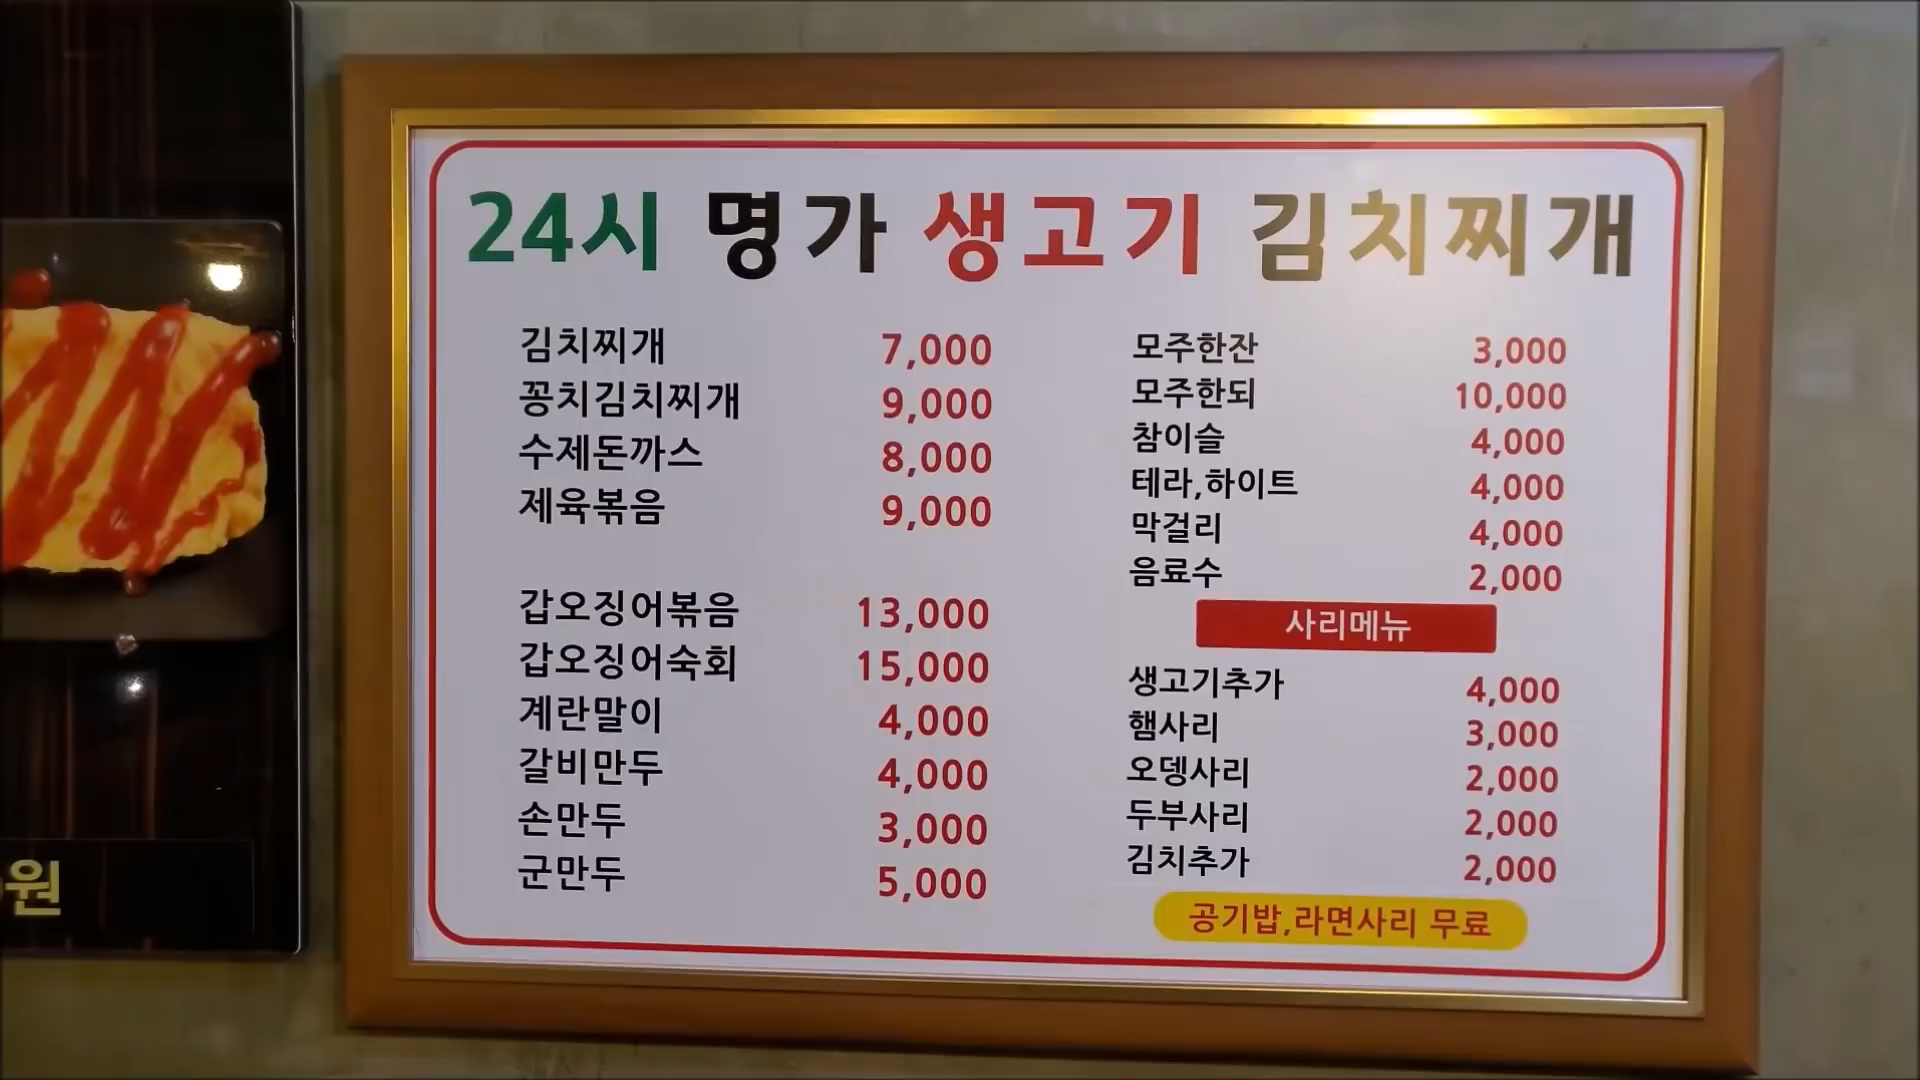 24시 명가 생고기 김치찌개
김치찌개 7,000
꽁치김치찌개 9,000
수제돈까스 8,000
제육볶음 9,000
갑오징어볶음 13,000
갑오징어숙회 15,000
계란말이 4,000
갈비만두 4,000
손만두 3,000
군만두 5,000
모주한잔 3,000
모주한되 10,000
참이슬 4,000
테라,하이트 4,000
막걸리 4,000
음료수 2,000
사리메뉴
생고기추가 4,000
햄사리 3,000
오뎅사리 2,000
두부사리 2,000
김치추가 2,000
공기밥,라면사리 무료
원